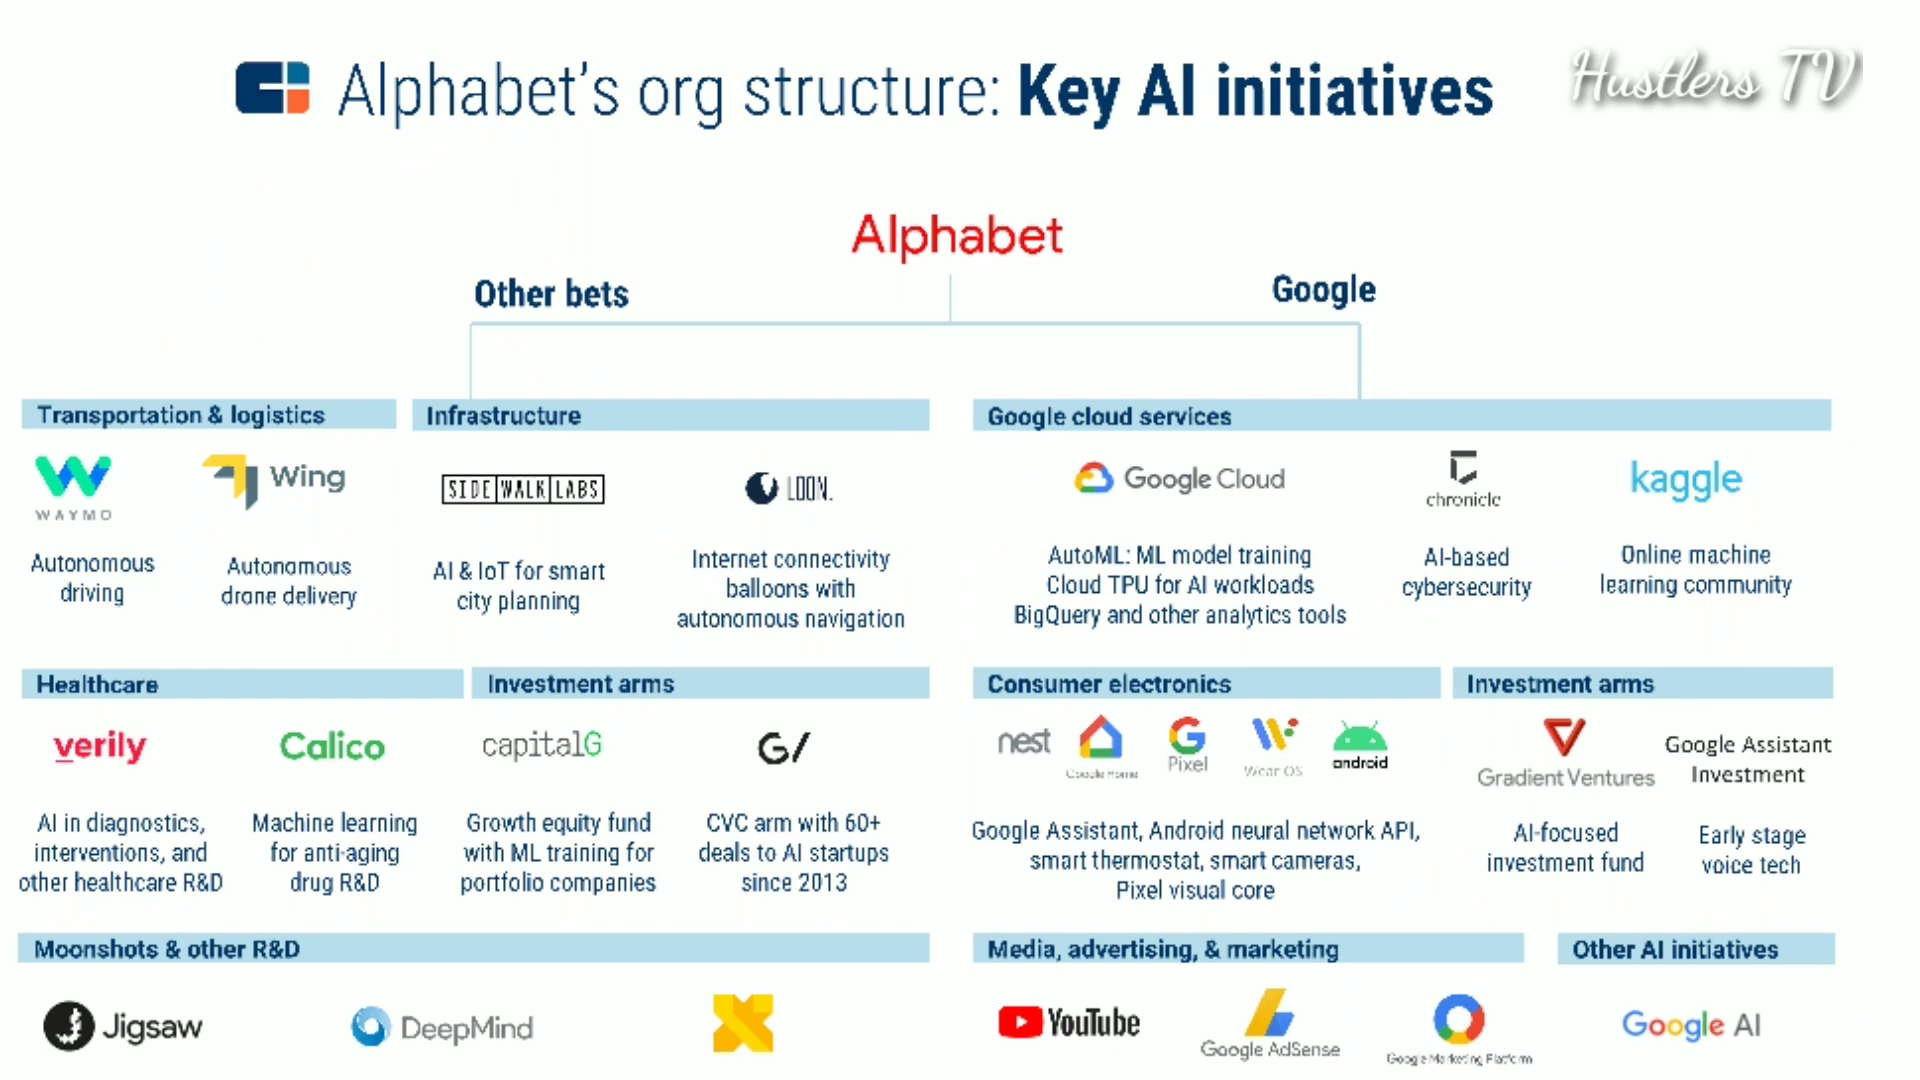 Alphabet's org structure: Key AI initiatives
Hustlers TV
Alphabet
Other bets
Google
Transportation & logistics
Infrastructure
Google cloud services
WAYMO
Wing
SIDE WALK LABS
LOON.
Google Cloud
chronicle
kaggle
Autonomous
driving
Autonomous
drone delivery
AI & IoT for smart
city planning
Internet connectivity
balloons with
autonomous navigation
AutoML: ML model training
Cloud TPU for AI workloads
BigQuery and other analytics tools
AI-based
cybersecurity
Online machine
learning community
Healthcare
Investment arms
Consumer electronics
Investment arms
verily
Calico
capitalG
G/
nest
Google Home
Pixel
Wear OS
android
Gradient Ventures
Google Assistant
Investment
AI in diagnostics,
interventions, and
other healthcare R&D
Machine learning
for anti-aging
drug R&D
Growth equity fund
with ML training for
portfolio companies
CVC arm with 60+
deals to AI startups
since 2013
Google Assistant, Android neural network API,
smart thermostat, smart cameras,
Pixel visual core
AI-focused
investment fund
Early stage
voice tech
Moonshots & other R&D
Media, advertising, & marketing
Other AI initiatives
Jigsaw
DeepMind
YouTube
Google AdSense
Google Marketing Platform
Google AI